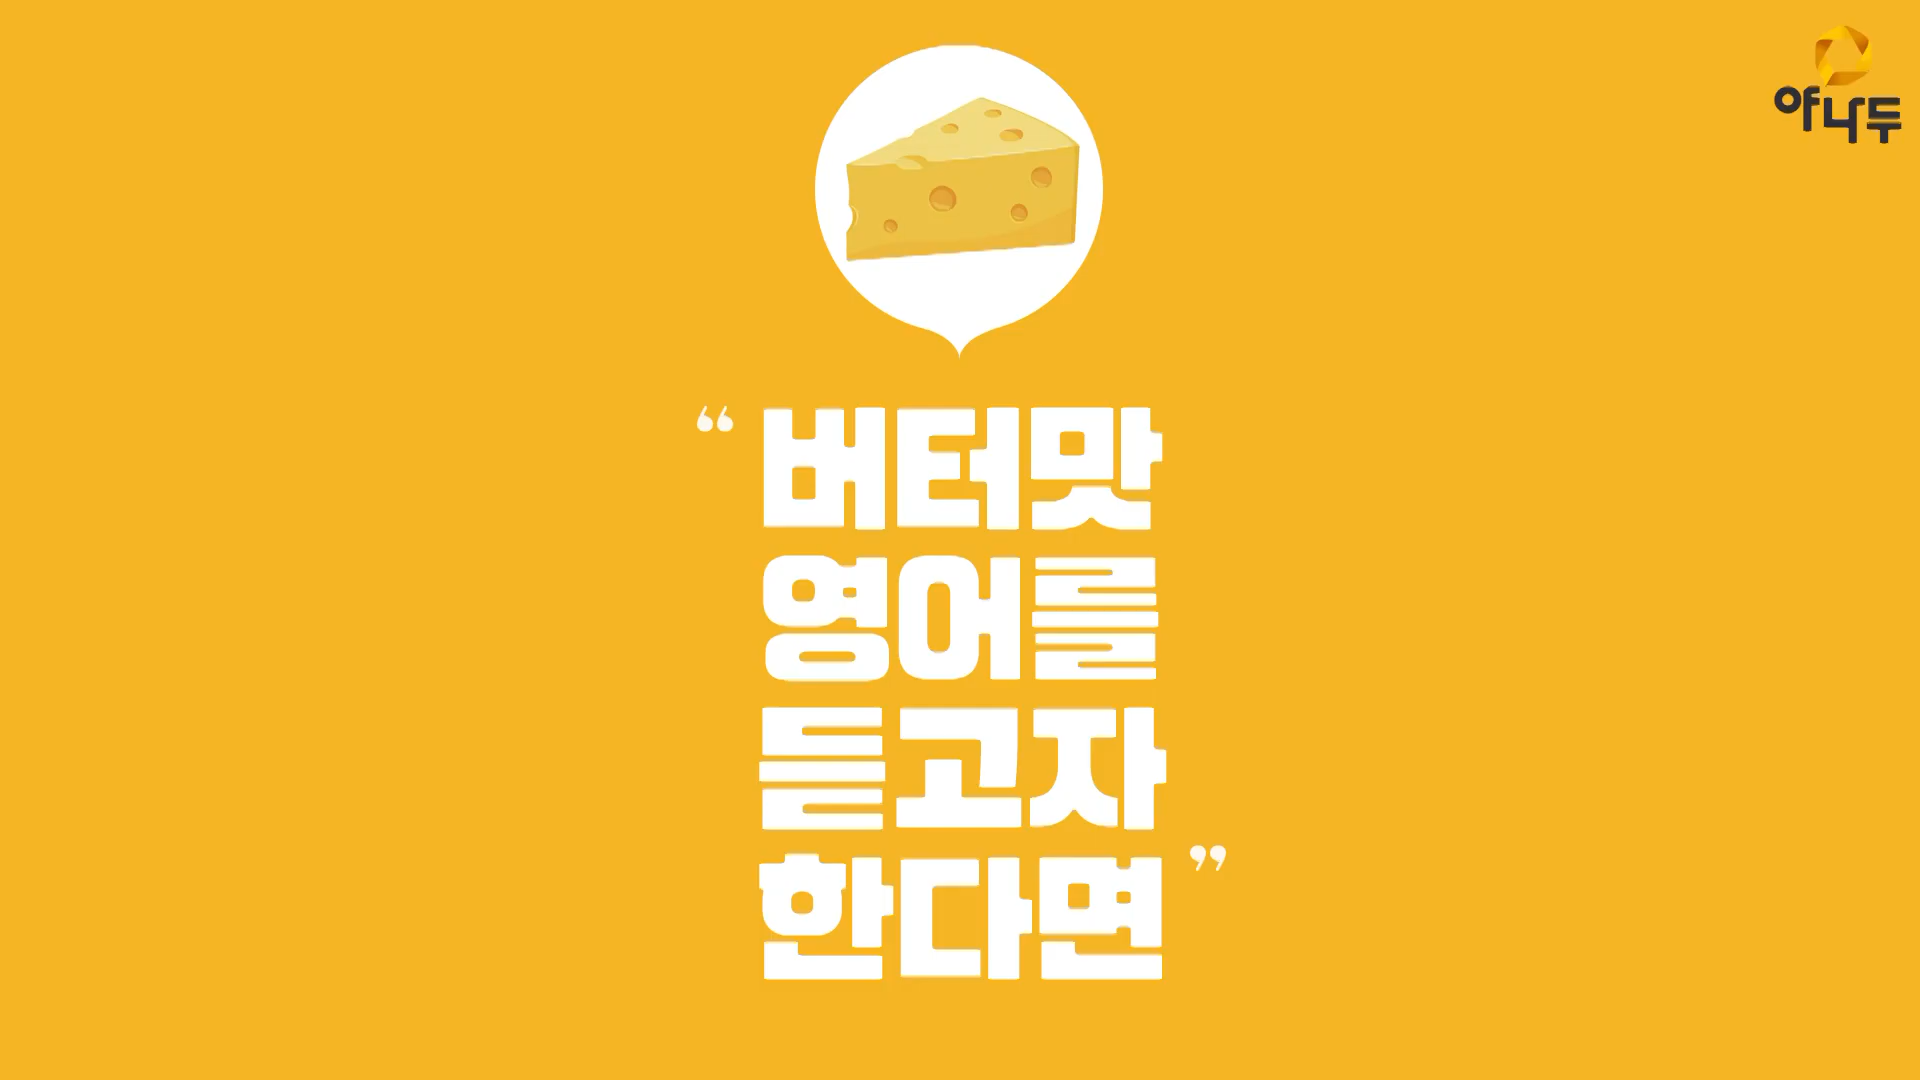 야나두
“ 버터맛
영어를
듣고자
한다면 ”